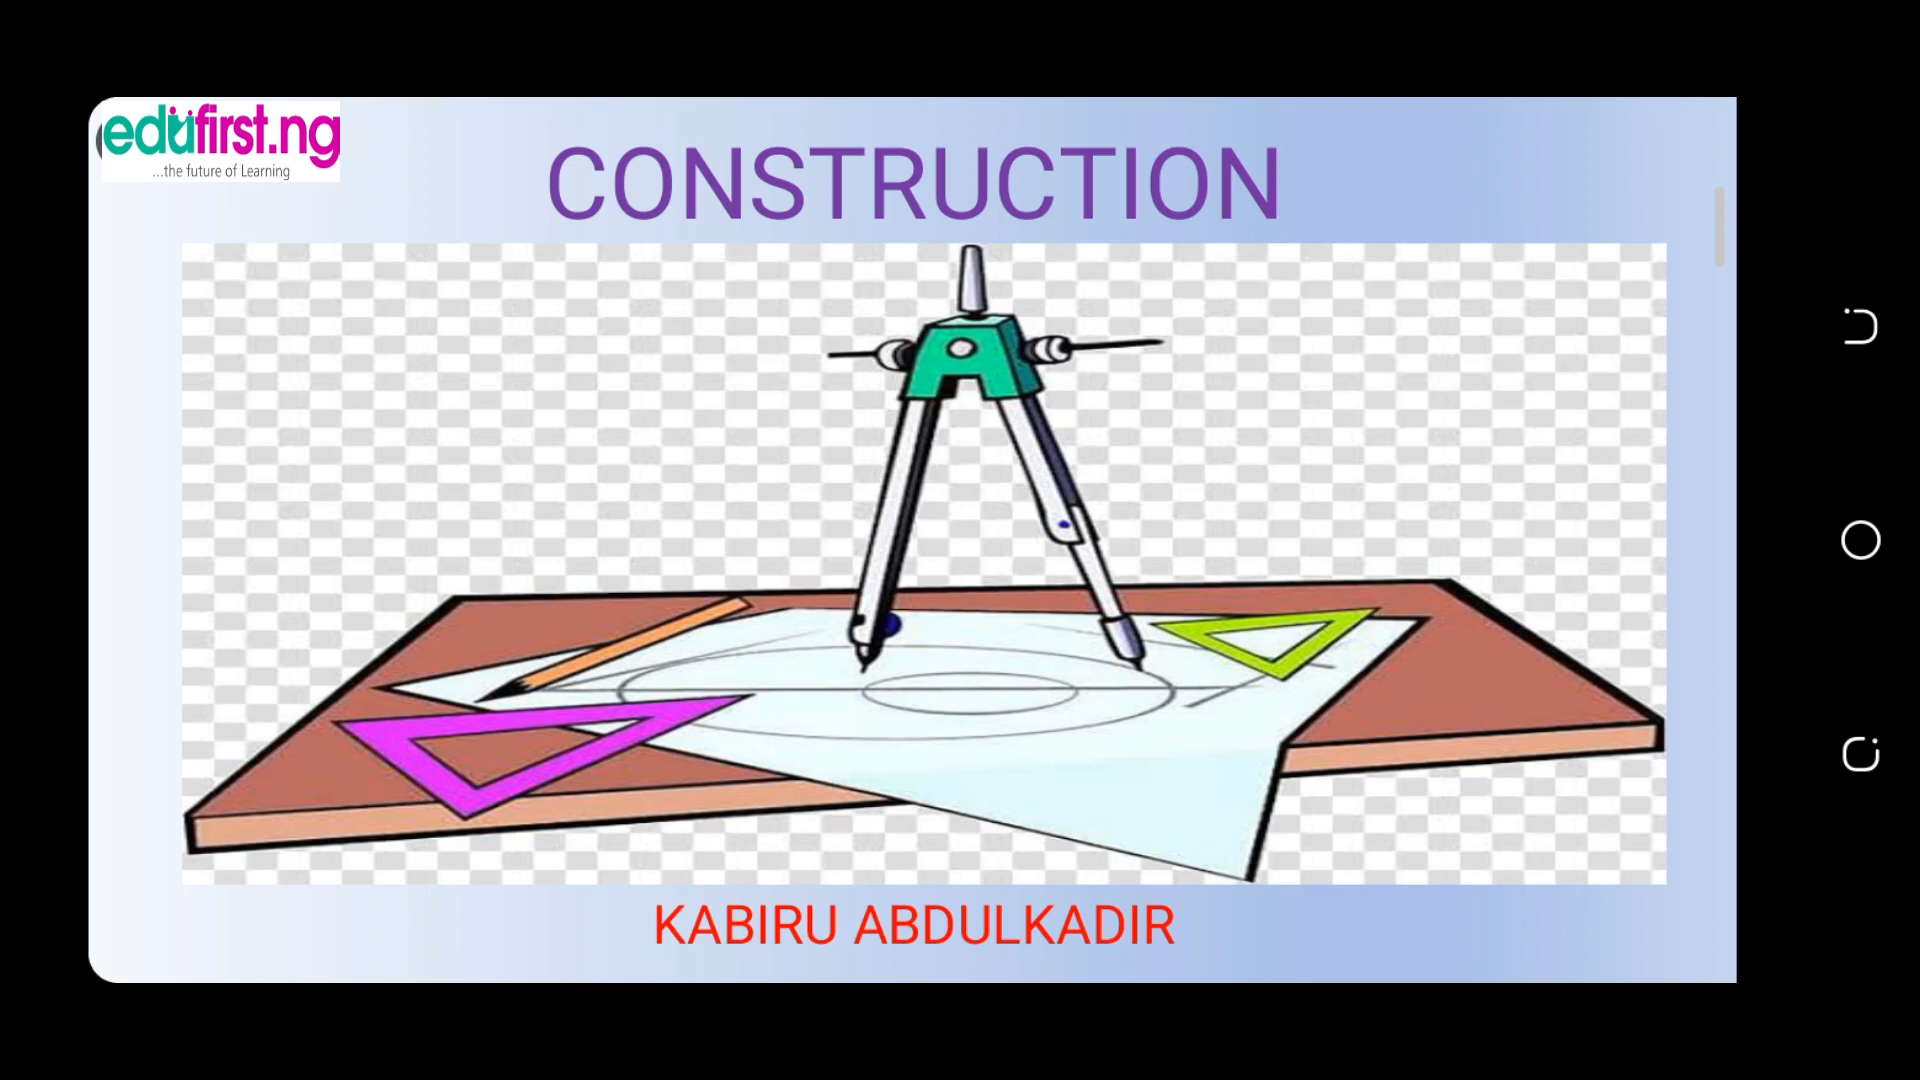 edufirst.ng
...the future of Learning
CONSTRUCTION
KABIRU ABDULKADIR